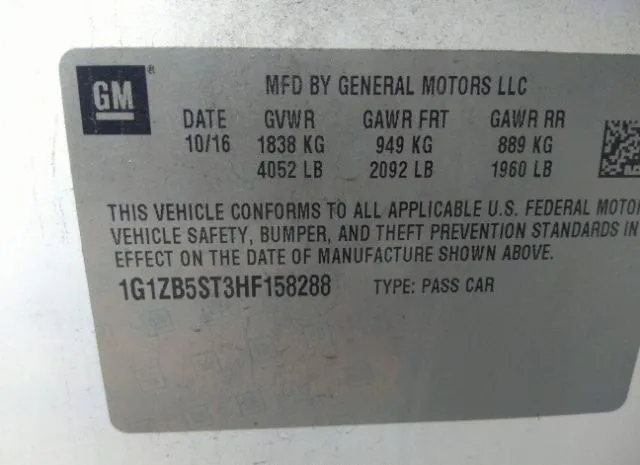 GM ®
MFD BY GENERAL MOTORS LLC
DATE GVWR GAWR FRT GAWR RR
10/16 1838 KG 949 KG 889 KG
4052 LB 2092 LB 1960 LB
THIS VEHICLE CONFORMS TO ALL APPLICABLE U.S. FEDERAL MOTOR
VEHICLE SAFETY, BUMPER, AND THEFT PREVENTION STANDARDS IN
EFFECT ON THE DATE OF MANUFACTURE SHOWN ABOVE.
1G1ZB5ST3HF158288 TYPE: PASS CAR